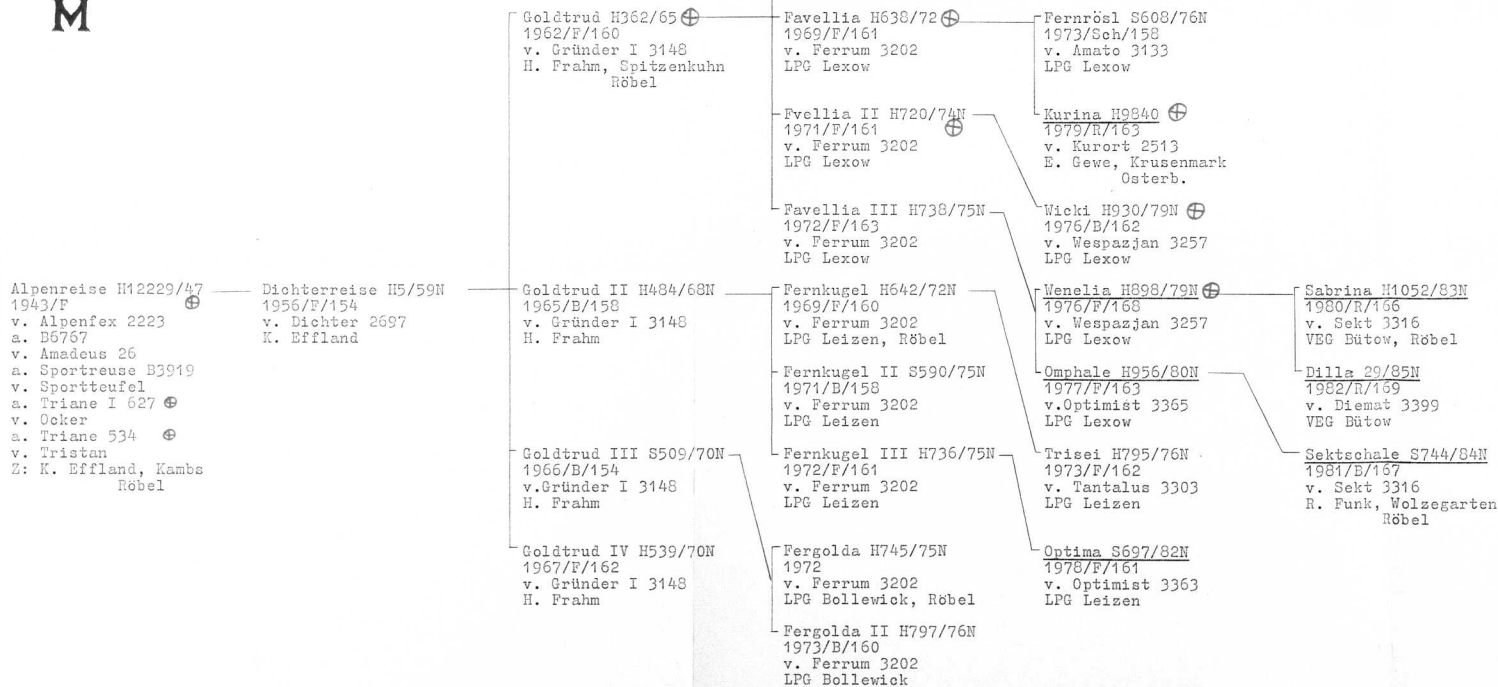 M
Goldtrud H362/65
1962/F/160
v. Gründer I 3148
H. Frahm, Spitzenkuhn
Röbel
Favellia H638/72
1969/F/161
v. Ferrum 3202
LPG Lexow
Fernrösl S608/76N
1973/Sch/158
v. Amato 3133
LPG Lexow
Fvellia II H720/74N
1971/F/161
v. Ferrum 3202
LPG Lexow
Kurina H9840
1979/R/163
v. Kurort 2513
E. Gewe, Krusenmark
Osterb.
Favellia III H738/75N
1972/F/163
v. Ferrum 3202
LPG Lexow
Wicki H930/79N
1976/B/162
v. Wespazjan 3257
LPG Lexow
Alpenreise H12229/47
1943/F
v. Alpenfex 2223
a. B6767
v. Amadeus 26
a. Sportreuse B3919
v. Sportteufel
a. Triane I 627
v. Ocker
a. Triane 534
v. Tristan
Z: K. Effland, Kambs
Röbel
Dichterreise H5/59N
1956/F/154
v. Dichter 2697
K. Effland
Goldtrud II H484/68N
1965/B/158
v. Gründer I 3148
H. Frahm
Fernkugel H642/72N
1969/F/160
v. Ferrum 3202
LPG Leizen, Röbel
Wenelia H898/79N
1976/F/168
v. Wespazjan 3257
LPG Lexow
Sabrina H1052/83N
1980/R/166
v. Sekt 3316
VEG Bütow, Röbel
Fernkugel II S590/75N
1971/B/158
v. Ferrum 3202
LPG Leizen
Omphale H956/80N
1977/F/163
v.Optimist 3365
LPG Lexow
Dilla 29/85N
1982/R/169
v. Diemat 3399
VEG Bütow
Goldtrud III S509/70N
1966/B/154
v.Gründer I 3148
H. Frahm
Fernkugel III H736/75N
1972/F/161
v. Ferrum 3202
LPG Leizen
Trisei H795/76N
1973/F/162
v. Tantalus 3303
LPG Leizen
Sektschale S744/84N
1981/B/167
v. Sekt 3316
R. Funk, Wolzegarten
Röbel
Goldtrud IV H539/70N
1967/F/162
v. Gründer I 3148
H. Frahm
Fergolda H745/75N
1972
v. Ferrum 3202
LPG Bollewick, Röbel
Optima S697/82N
1978/F/161
v. Optimist 3363
LPG Leizen
Fergolda II H797/76N
1973/B/160
v. Ferrum 3202
LPG Bollewick